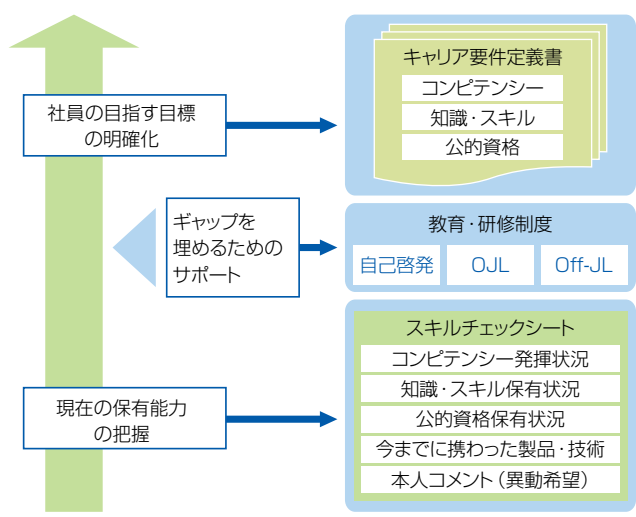 キャリア要件定義書
コンピテンシー
知識・スキル
公的資格
社員の目指す目標
の明確化
ギャップを
埋めるための
サポート
教育・研修制度
自己啓発
OJL
Off-JL
スキルチェックシート
コンピテンシー発揮状況
知識・スキル保有状況
公的資格保有状況
今までに携わった製品・技術
本人コメント（異動希望）
現在の保有能力
の把握